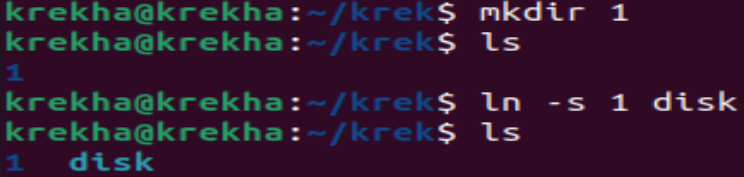 krekha@krekha:~/krek$ mkdir 1
krekha@krekha:~/krek$ ls
1
krekha@krekha:~/krek$ ln -s 1 disk
krekha@krekha:~/krek$ ls
1  disk